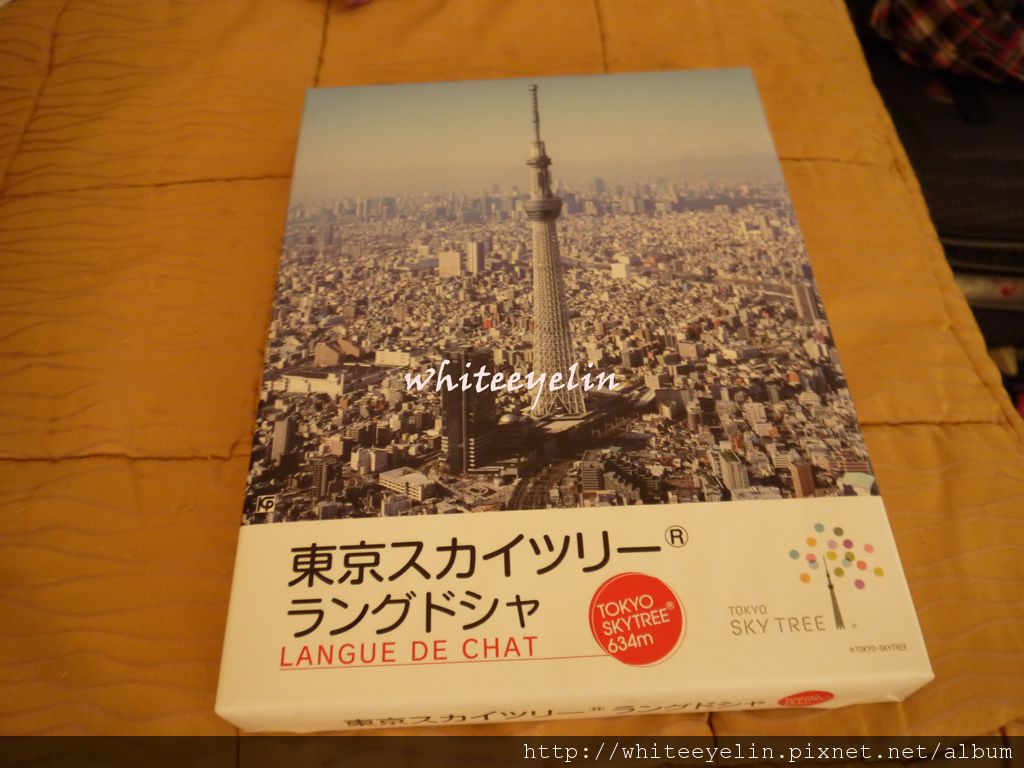 whiteeyelin
KP
東京スカイツリー®
ラングドシャ
LANGUE DE CHAT
TOKYO
SKYTREE®
634m
TOKYO
SKY TREE®
©TOKYO-SKYTREE
東京スカイツリー® ラングドシャ
http://whiteeyelin.pixnet.net/album